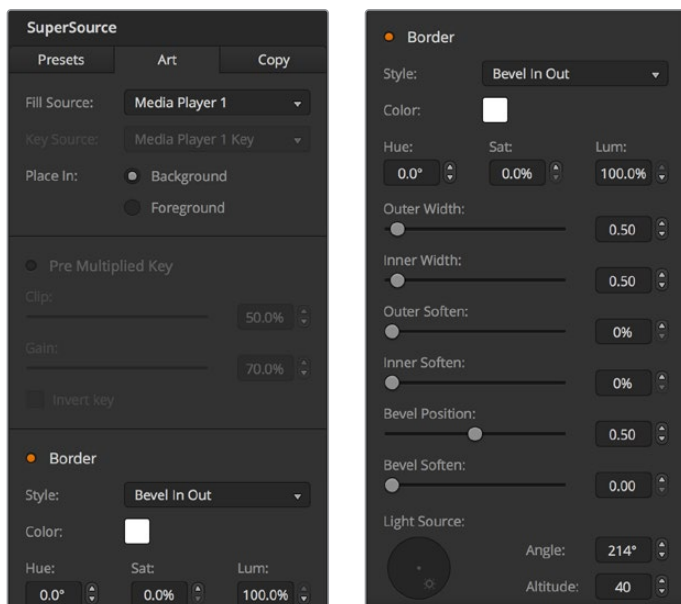 SuperSource
Presets Art Copy
Fill Source: Media Player 1
Key Source: Media Player 1 Key
Place In: Background
Foreground
Pre Multiplied Key
Clip:
50.0%
Gain:
70.0%
Invert key
Border
Style: Bevel In Out
Color:
Hue: Sat: Lum:
0.0° 0.0% 100.0%
Border
Style: Bevel In Out
Color:
Hue: Sat: Lum:
0.0° 0.0% 100.0%
Outer Width:
0.50
Inner Width:
0.50
Outer Soften:
0%
Inner Soften:
0%
Bevel Position:
0.50
Bevel Soften:
0.00
Light Source:
Angle: 214°
Altitude: 40